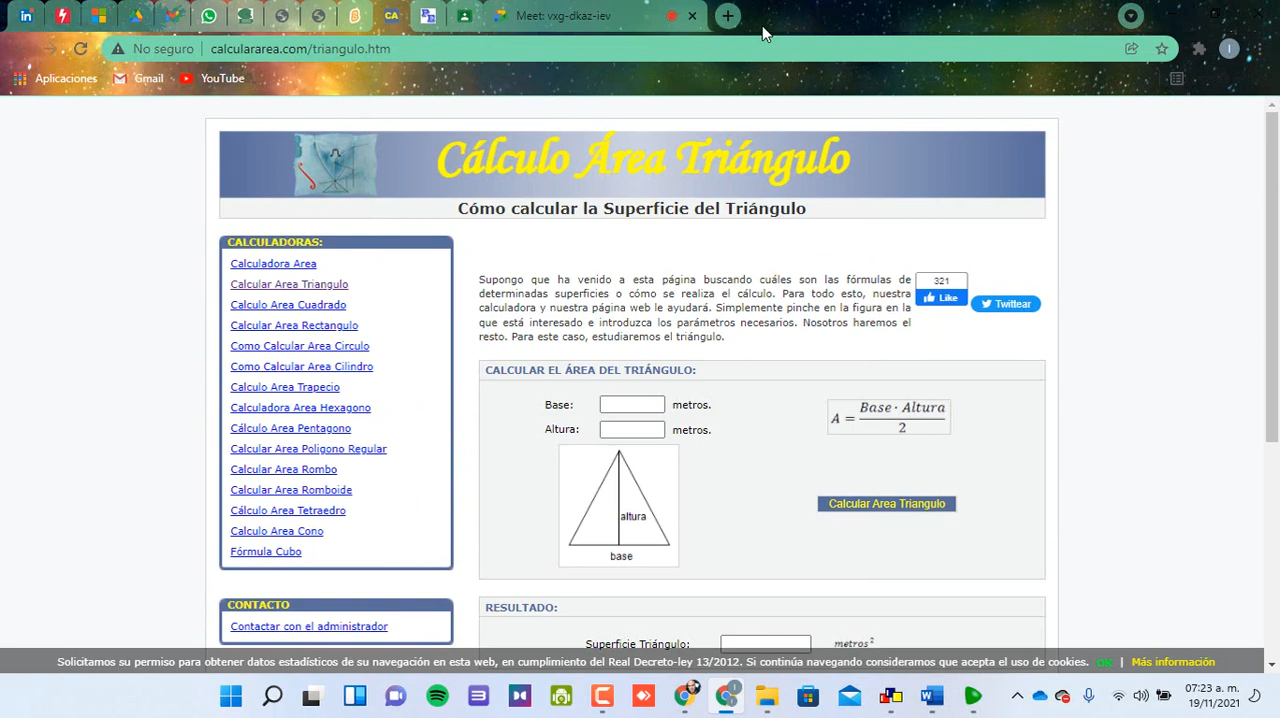 CA
Meet: vxg-dkaz-iev
No seguro
calculararea.com/triangulo.htm
I
Aplicaciones
Gmail
YouTube
Cálculo Área Triángulo
Cómo calcular la Superficie del Triángulo
CALCULADORAS:
Calculadora Area
Calcular Area Triangulo
Calculo Area Cuadrado
Calcular Area Rectangulo
Como Calcular Area Circulo
Como Calcular Area Cilindro
Calculo Area Trapecio
Calculadora Area Hexagono
Cálculo Area Pentagono
Calcular Area Poligono Regular
Calcular Area Rombo
Calcular Area Romboide
Cálculo Area Tetraedro
Calculo Area Cono
Fórmula Cubo
CONTACTO
Contactar con el administrador
Supongo que ha venido a esta página buscando cuáles son las fórmulas de
determinadas superficies o cómo se realiza el cálculo. Para todo esto, nuestra
calculadora y nuestra página web le ayudará. Simplemente pinche en la figura en la
que está interesado e introduzca los parámetros necesarios. Nosotros haremos el
resto. Para este caso, estudiaremos el triángulo.
321
Like
Twittear
CALCULAR EL ÁREA DEL TRIÁNGULO:
Base: metros.
Altura: metros.
A = Base · Altura / 2
altura
base
Calcular Area Triangulo
RESULTADO:
Superficie Triángulo: metros²
Solicitamos su permiso para obtener datos estadísticos de su navegación en esta web, en cumplimiento del Real Decreto-ley 13/2012. Si continúa navegando consideramos que acepta el uso de cookies. OK | Más información
07:23 a. m.
19/11/2021